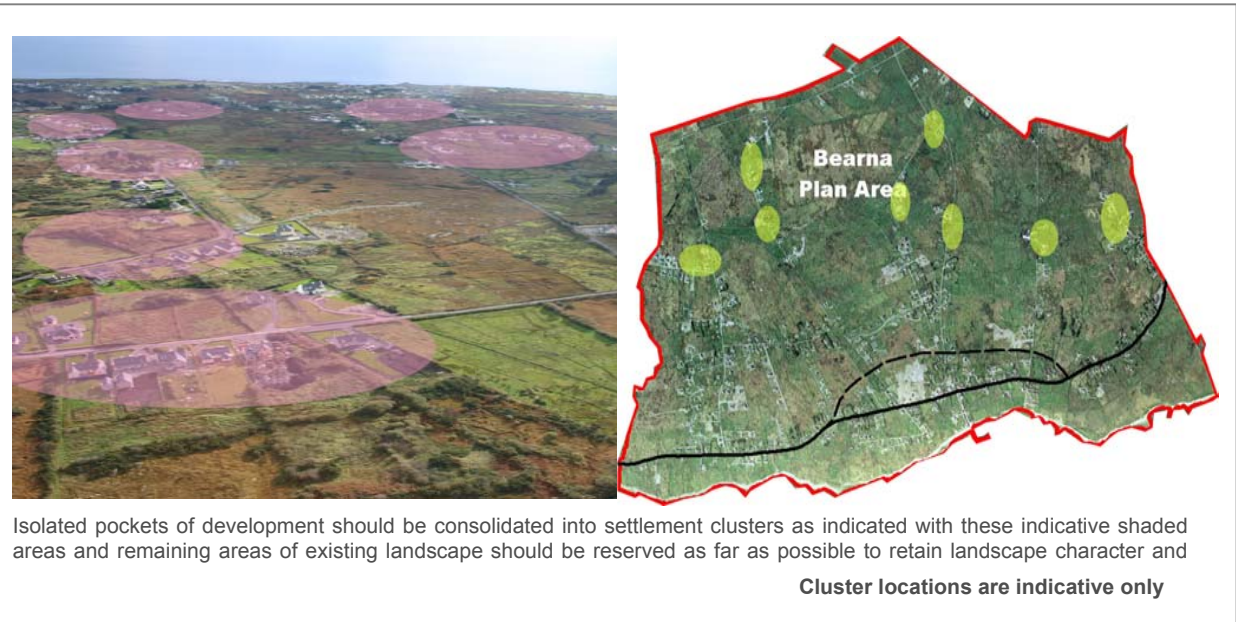 Bearna
Plan Area
Isolated pockets of development should be consolidated into settlement clusters as indicated with these indicative shaded
areas and remaining areas of existing landscape should be reserved as far as possible to retain landscape character and
Cluster locations are indicative only